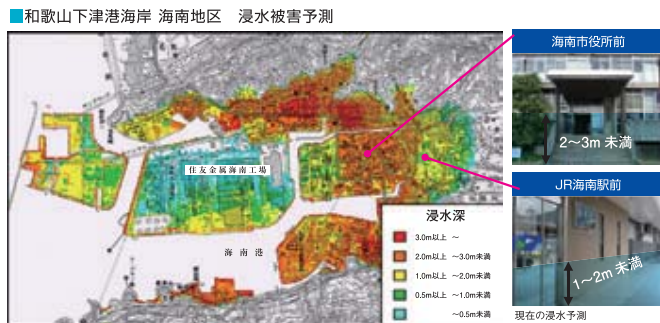 ■和歌山下津港海岸 海南地区　浸水被害予測
海南市役所前
2～3m 未満
住友金属海南工場
海南港
浸水深
3.0m以上 ～
2.0m以上 ～3.0m未満
1.0m以上 ～2.0m未満
0.5m以上 ～1.0m未満
～0.5m未満
JR海南駅前
1～2m 未満
現在の浸水予測